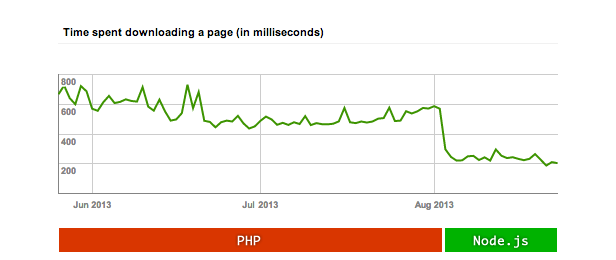 Time spent downloading a page (in milliseconds)
800
600
400
200
Jun 2013 Jul 2013 Aug 2013
PHP Node.js